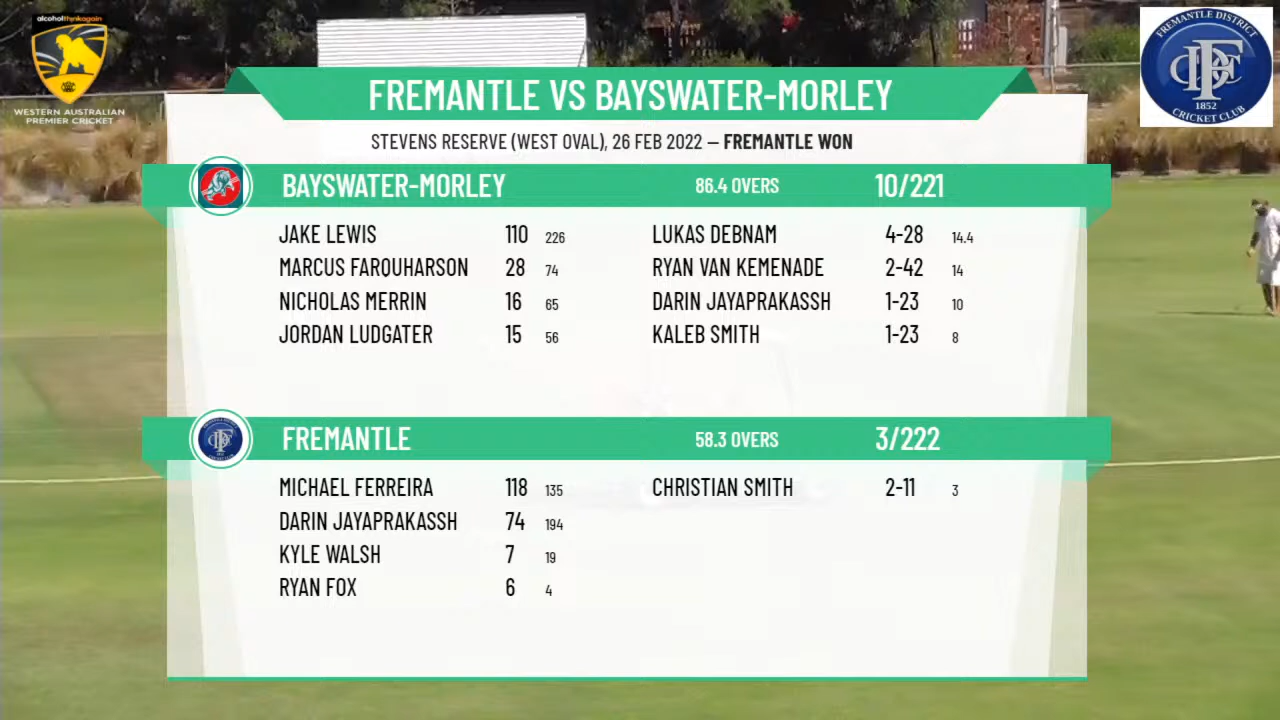 alcoholthinkagain
WESTERN AUSTRALIAN
PREMIER CRICKET
FREMANTLE DISTRICT
1852
CRICKET CLUB
FREMANTLE VS BAYSWATER-MORLEY
STEVENS RESERVE (WEST OVAL), 26 FEB 2022 – FREMANTLE WON
BAYSWATER-MORLEY 86.4 OVERS 10/221
JAKE LEWIS 110 226 LUKAS DEBNAM 4-28 14.4
MARCUS FARQUHARSON 28 74 RYAN VAN KEMENADE 2-42 14
NICHOLAS MERRIN 16 65 DARIN JAYAPRAKASSH 1-23 10
JORDAN LUDGATER 15 56 KALEB SMITH 1-23 8
FREMANTLE 58.3 OVERS 3/222
MICHAEL FERREIRA 118 135 CHRISTIAN SMITH 2-11 3
DARIN JAYAPRAKASSH 74 194
KYLE WALSH 7 19
RYAN FOX 6 4